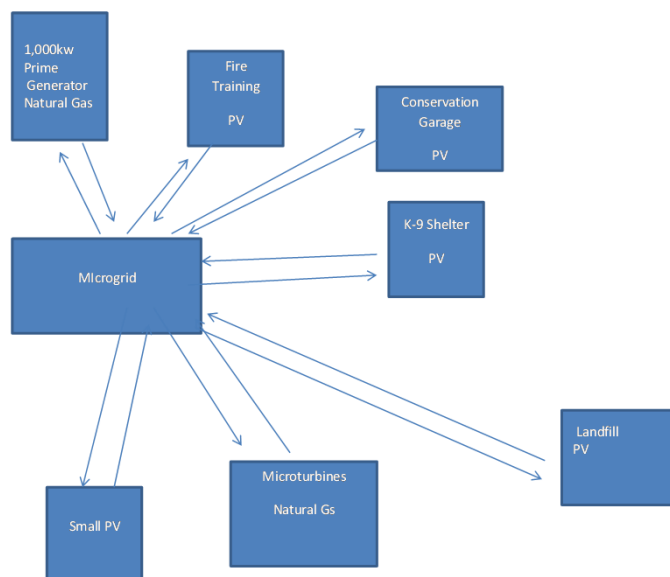 1,000kw
Prime
Generator
Natural Gas
Fire
Training
PV
Conservation
Garage
PV
K-9 Shelter
PV
MIcrogrid
Landfill
PV
Microturbines
Natural Gs
Small PV